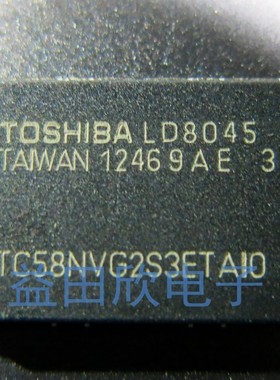 TOSHIBA LD8045
TAIWAN 12469AE 3
TC58NVG2S3ETAI0
益田欣电子